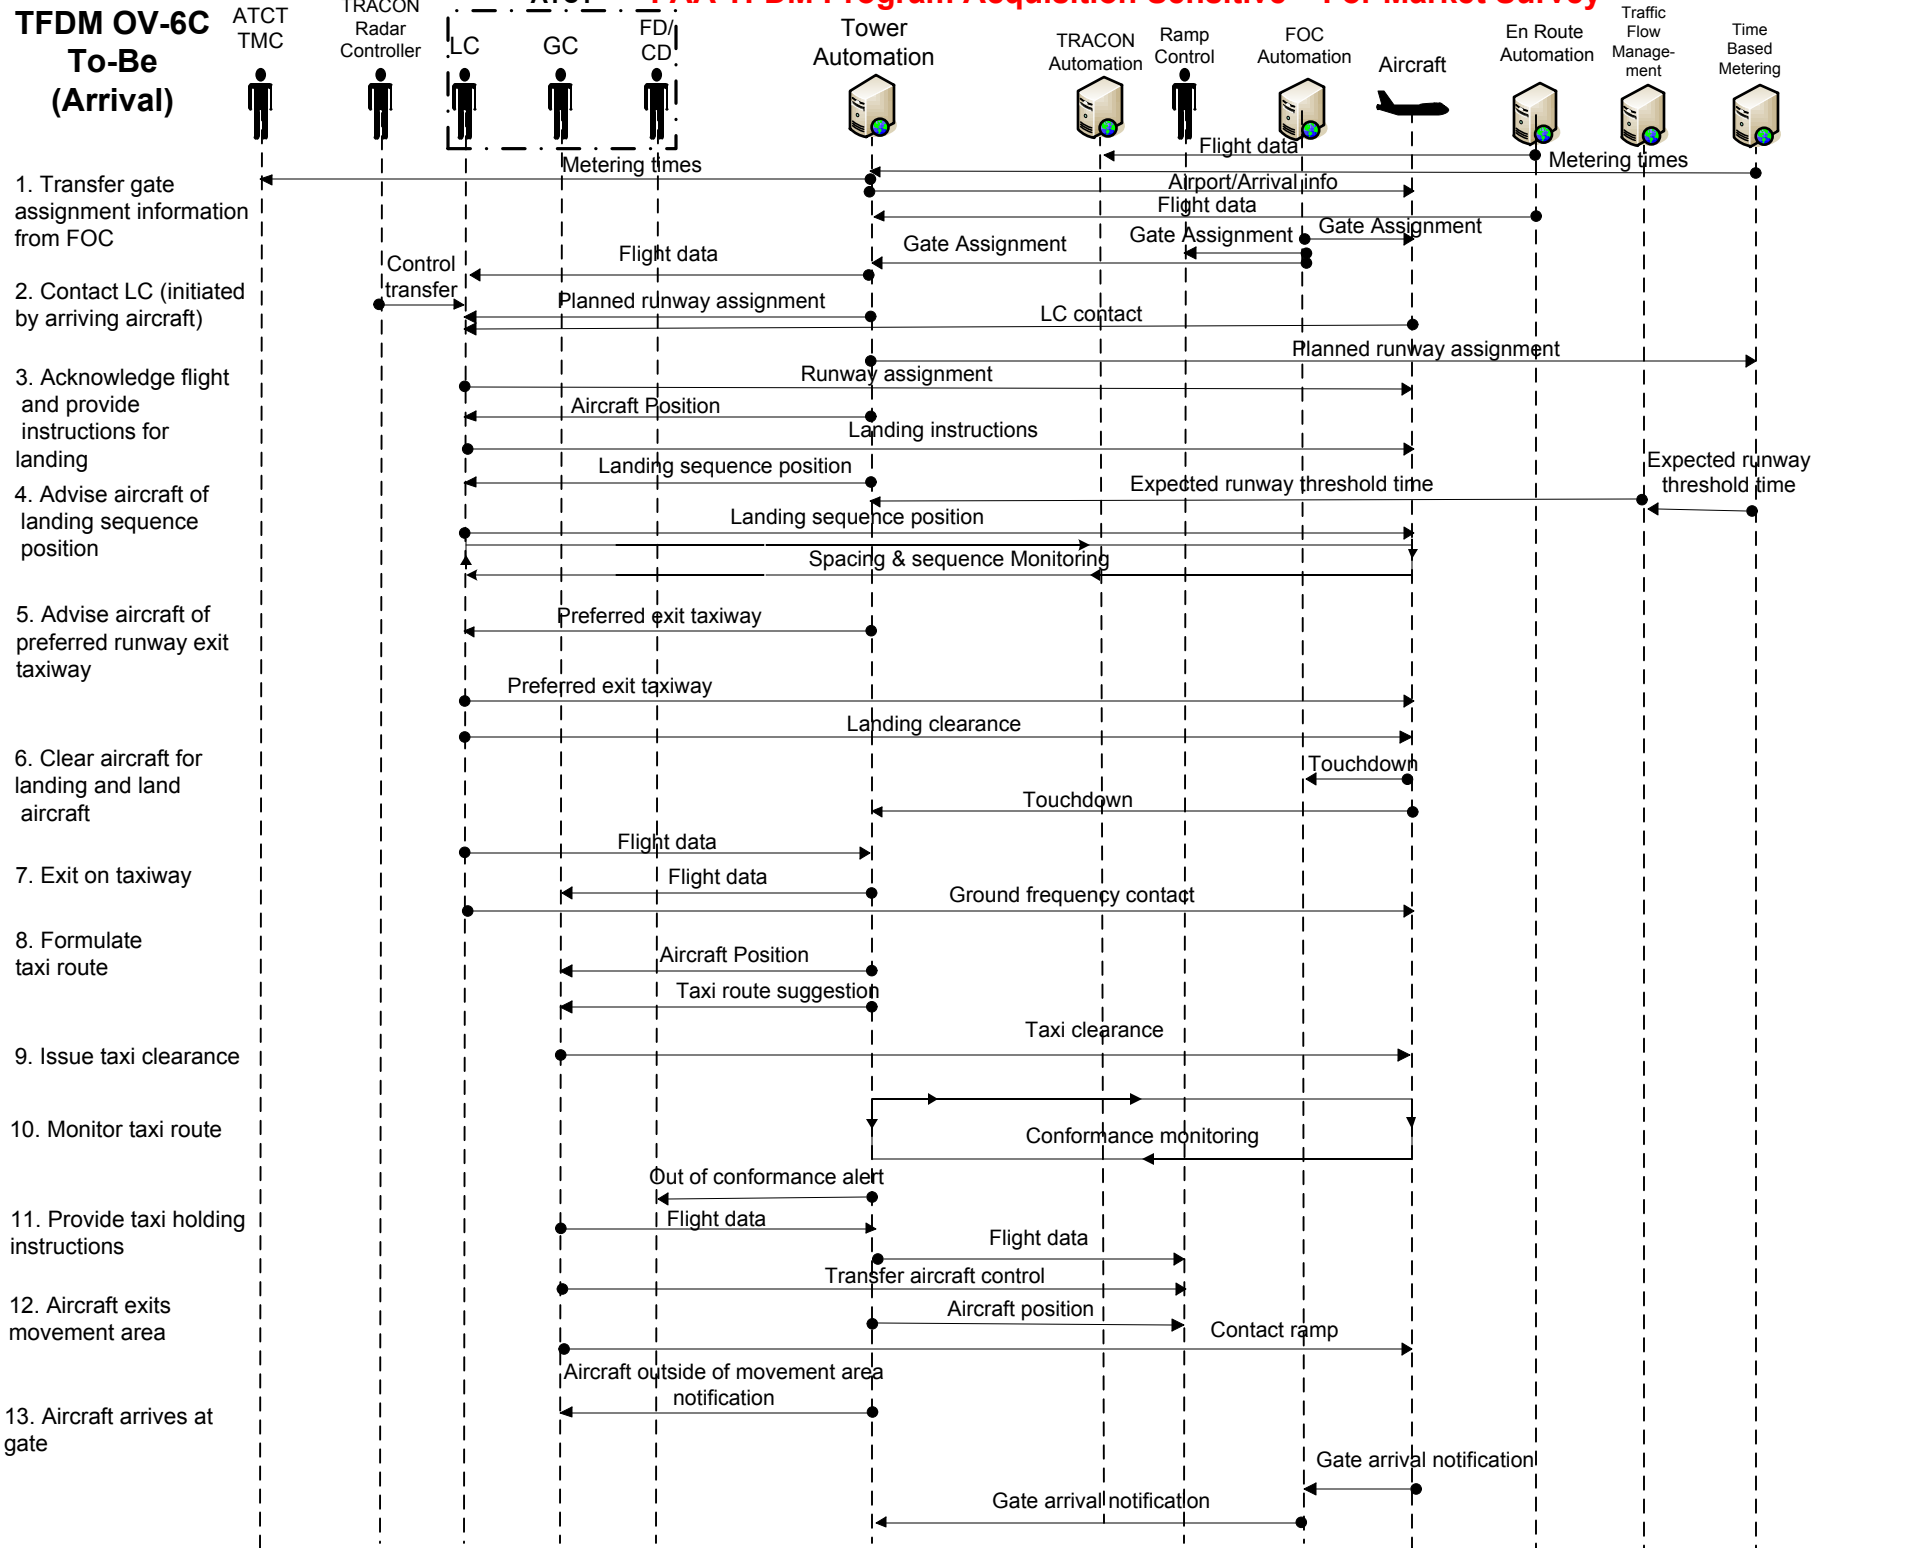 TFDM OV-6C
To-Be
(Arrival)
ATCT
TMC
TRACON
Radar
Controller
LC
GC
FD/
CD
Tower
Automation
TRACON
Automation
Ramp
Control
FOC
Automation
Aircraft
En Route
Automation
Traffic
Flow
Manage-
ment
Time
Based
Metering
Flight data
Metering times
Metering times
1. Transfer gate
assignment information
from FOC
Airport/Arrival info
Flight data
Gate Assignment
Gate Assignment
Gate Assignment
Flight data
Control
transfer
2. Contact LC (initiated
by arriving aircraft)
Planned runway assignment
LC contact
Planned runway assignment
3. Acknowledge flight
and provide
instructions for
landing
Runway assignment
Aircraft Position
Landing instructions
Landing sequence position
Expected runway
threshold time
Expected runway threshold time
4. Advise aircraft of
landing sequence
position
Landing sequence position
Spacing & sequence Monitoring
5. Advise aircraft of
preferred runway exit
taxiway
Preferred exit taxiway
Preferred exit taxiway
Landing clearance
6. Clear aircraft for
landing and land
aircraft
Touchdown
Touchdown
Flight data
7. Exit on taxiway
Flight data
Ground frequency contact
8. Formulate
taxi route
Aircraft Position
Taxi route suggestion
Taxi clearance
9. Issue taxi clearance
10. Monitor taxi route
Conformance monitoring
Out of conformance alert
11. Provide taxi holding
instructions
Flight data
Flight data
Transfer aircraft control
12. Aircraft exits
movement area
Aircraft position
Contact ramp
Aircraft outside of movement area
notification
13. Aircraft arrives at
gate
Gate arrival notification
Gate arrival notification